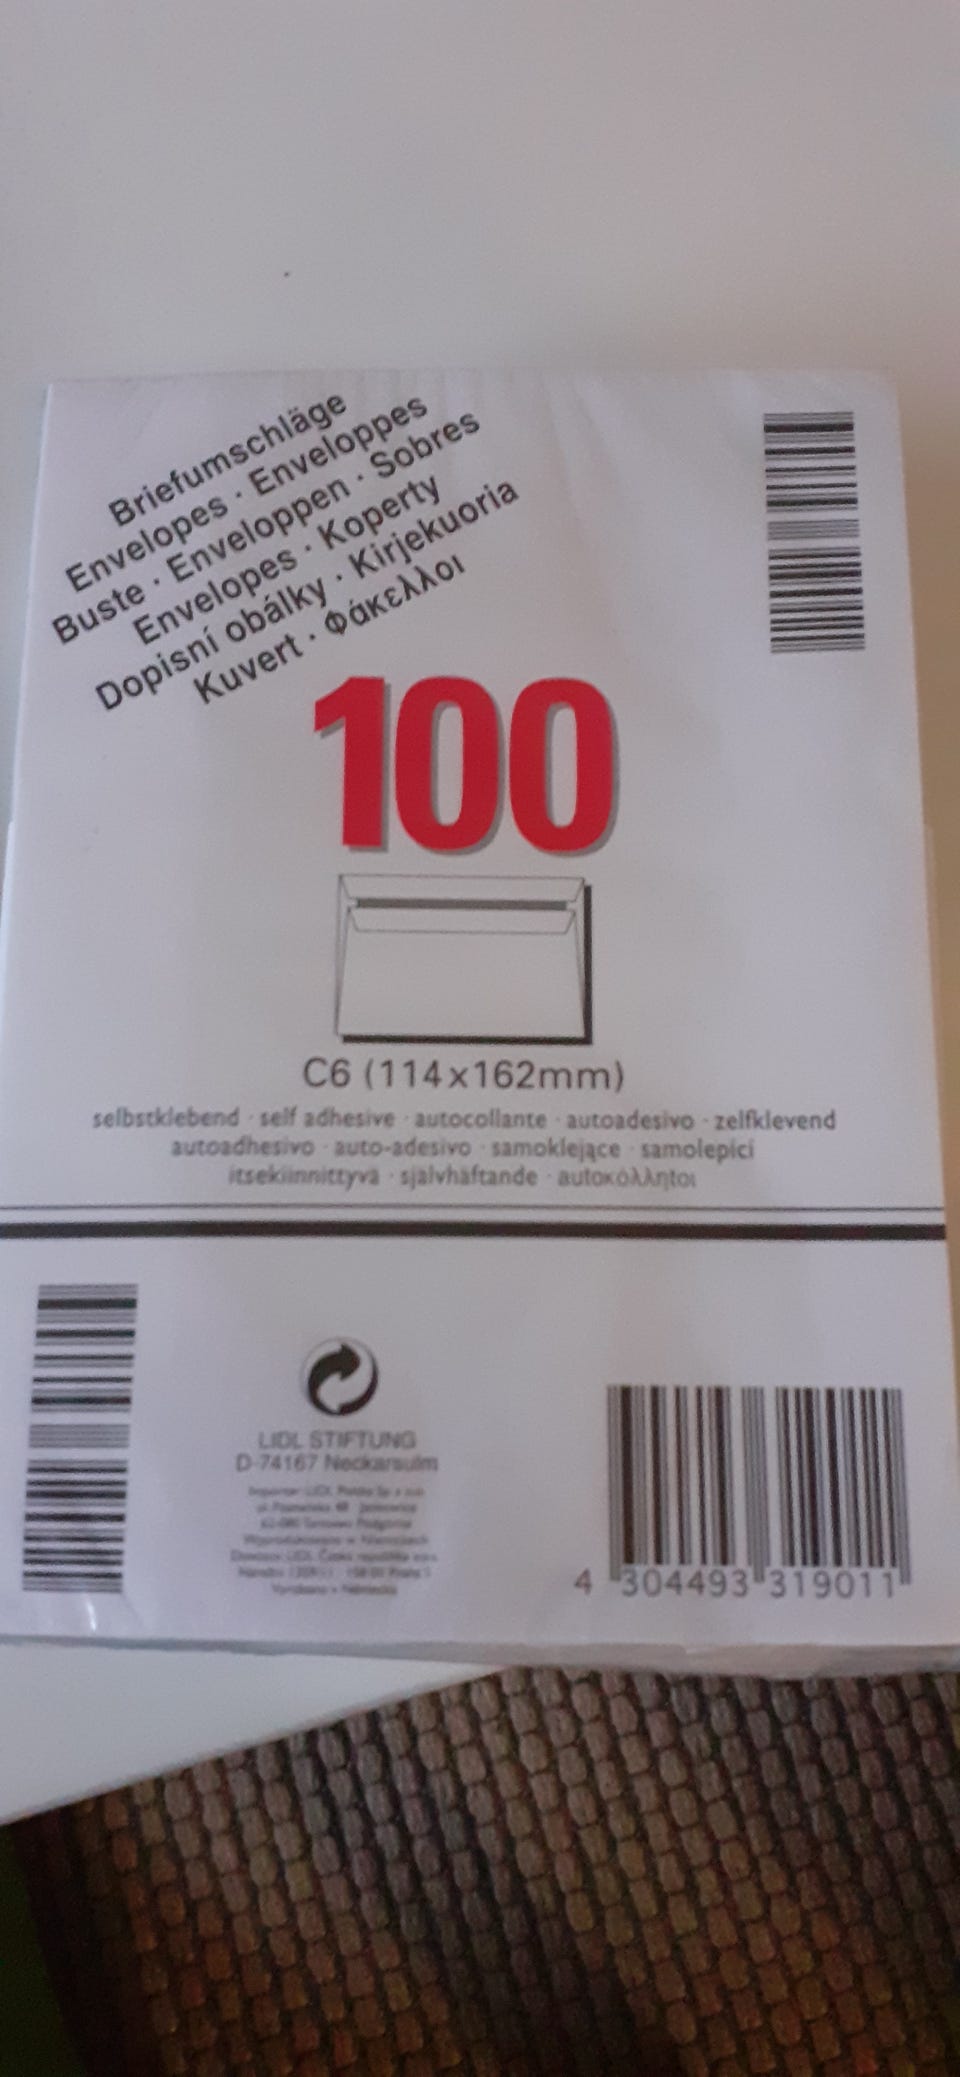 Briefumschläge
Envelopes · Enveloppes
Buste · Enveloppen · Sobres
Envelopes · Koperty
Dopisní obálky · Kirjekuoria
Kuvert · Φάκελλοι
100
C6 (114x162mm)
selbstklebend · self adhesive · autocollante · autoadesivo · zelfklevend
autoadhesivo · auto-adesivo · samoklejące · samolepicí
itsekiinnittyvä · självhäftande · αυτοκόλλητοι
LIDL STIFTUNG
D-74167 Neckarsulm
4 304493 319011